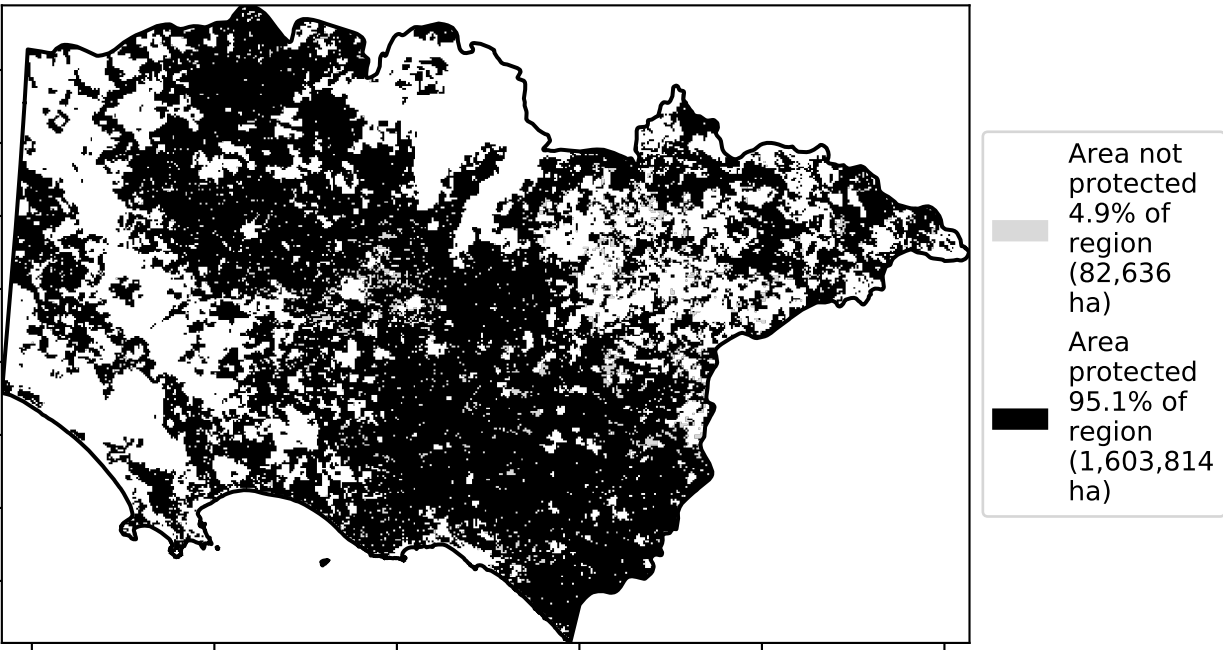 Area not
protected
4.9% of
region
(82,636
ha)
Area
protected
95.1% of
region
(1,603,814
ha)